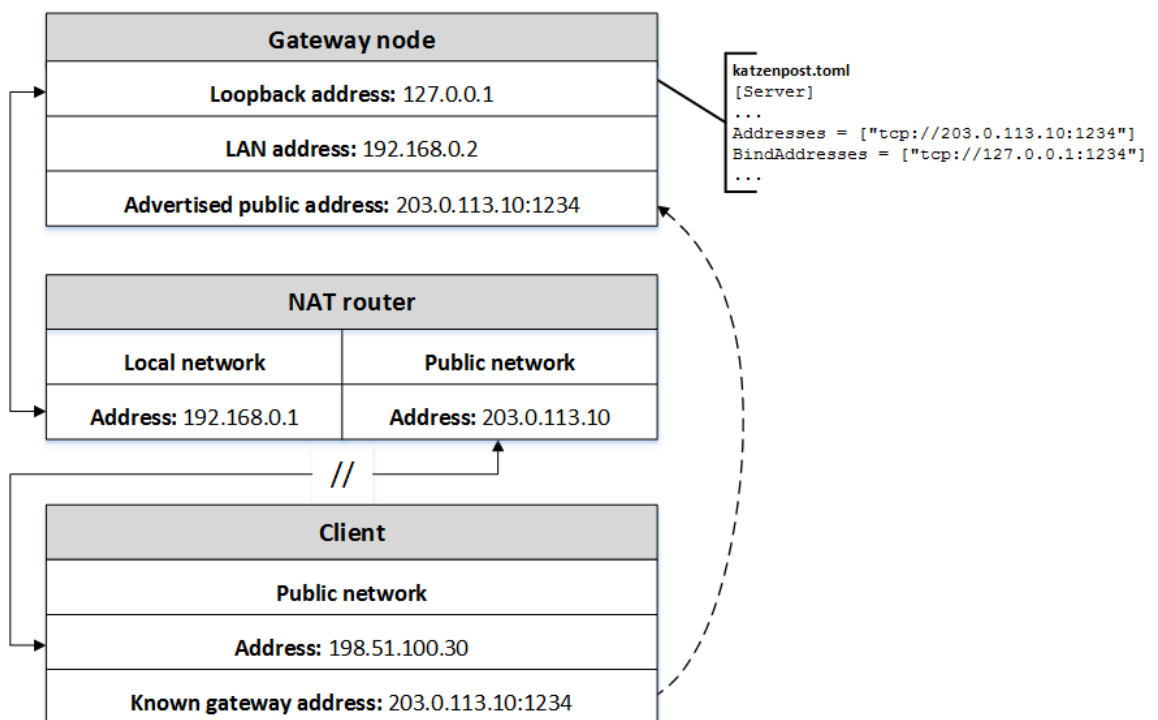 Gateway node
Loopback address: 127.0.0.1
LAN address: 192.168.0.2
Advertised public address: 203.0.113.10:1234
katzenpost.toml
[Server]
...
Addresses = ["tcp://203.0.113.10:1234"]
BindAddresses = ["tcp://127.0.0.1:1234"]
...
NAT router
Local network
Public network
Address: 192.168.0.1
Address: 203.0.113.10
//
Client
Public network
Address: 198.51.100.30
Known gateway address: 203.0.113.10:1234